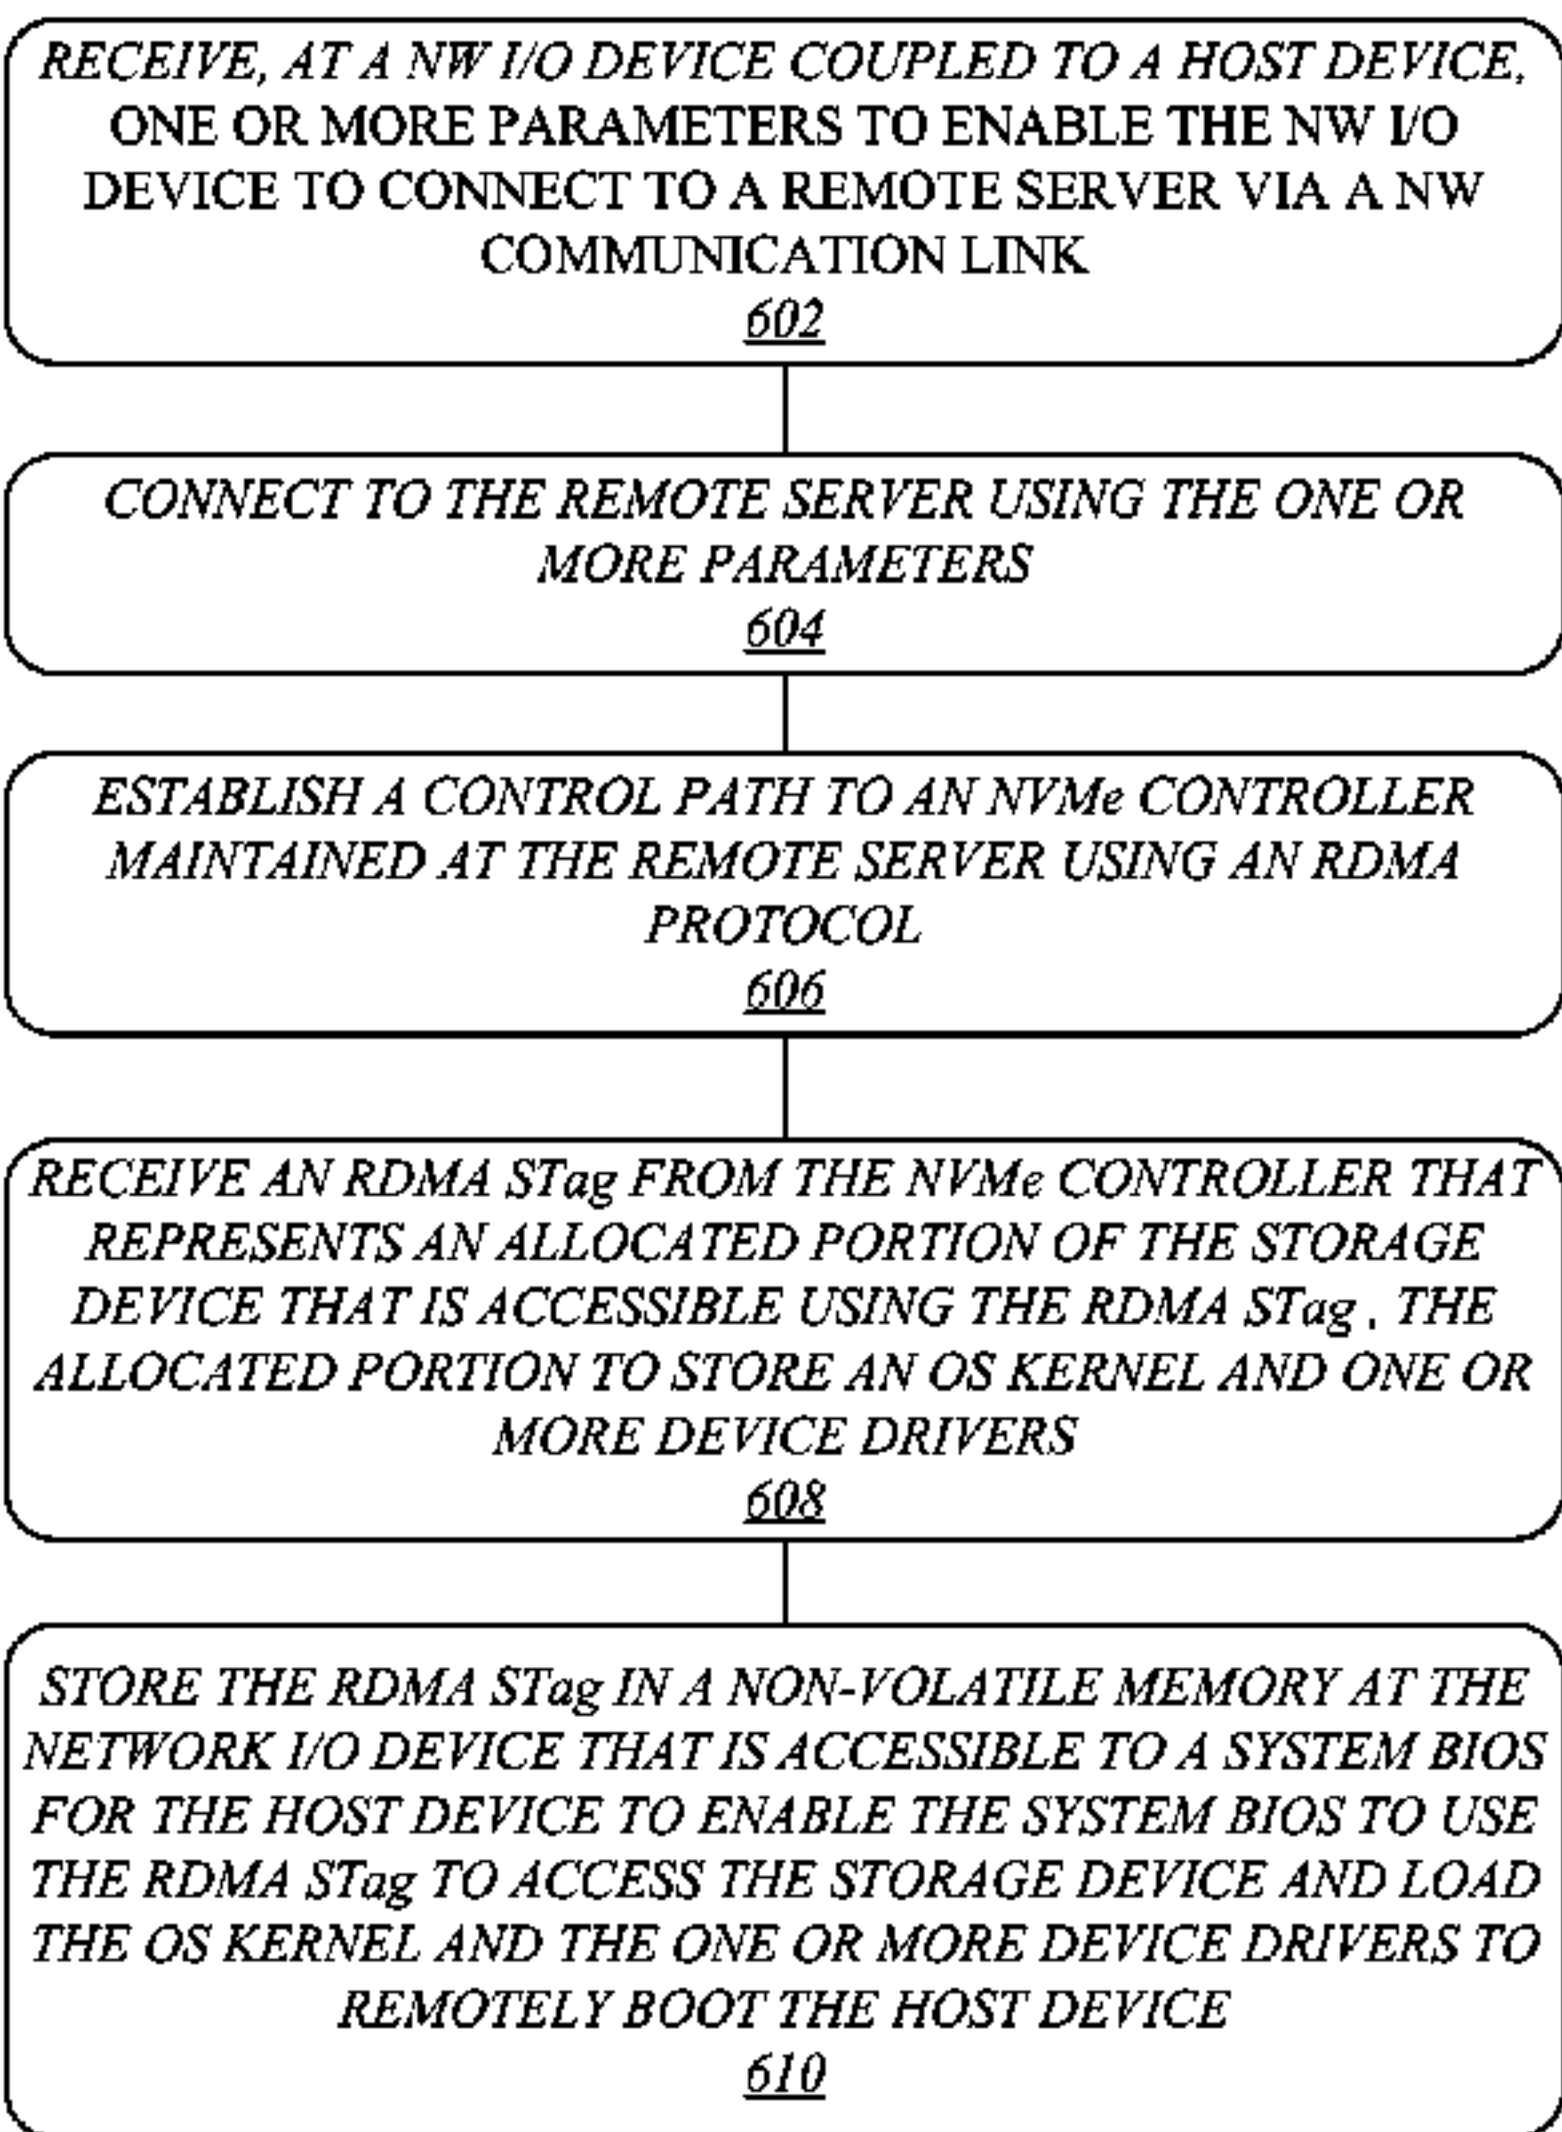 RECEIVE, AT A NW I/O DEVICE COUPLED TO A HOST DEVICE,
ONE OR MORE PARAMETERS TO ENABLE THE NW I/O
DEVICE TO CONNECT TO A REMOTE SERVER VIA A NW
COMMUNICATION LINK
602
CONNECT TO THE REMOTE SERVER USING THE ONE OR
MORE PARAMETERS
604
ESTABLISH A CONTROL PATH TO AN NVMe CONTROLLER
MAINTAINED AT THE REMOTE SERVER USING AN RDMA
PROTOCOL
606
RECEIVE AN RDMA STag FROM THE NVMe CONTROLLER THAT
REPRESENTS AN ALLOCATED PORTION OF THE STORAGE
DEVICE THAT IS ACCESSIBLE USING THE RDMA STag , THE
ALLOCATED PORTION TO STORE AN OS KERNEL AND ONE OR
MORE DEVICE DRIVERS
608
STORE THE RDMA STag IN A NON-VOLATILE MEMORY AT THE
NETWORK I/O DEVICE THAT IS ACCESSIBLE TO A SYSTEM BIOS
FOR THE HOST DEVICE TO ENABLE THE SYSTEM BIOS TO USE
THE RDMA STag TO ACCESS THE STORAGE DEVICE AND LOAD
THE OS KERNEL AND THE ONE OR MORE DEVICE DRIVERS TO
REMOTELY BOOT THE HOST DEVICE
610